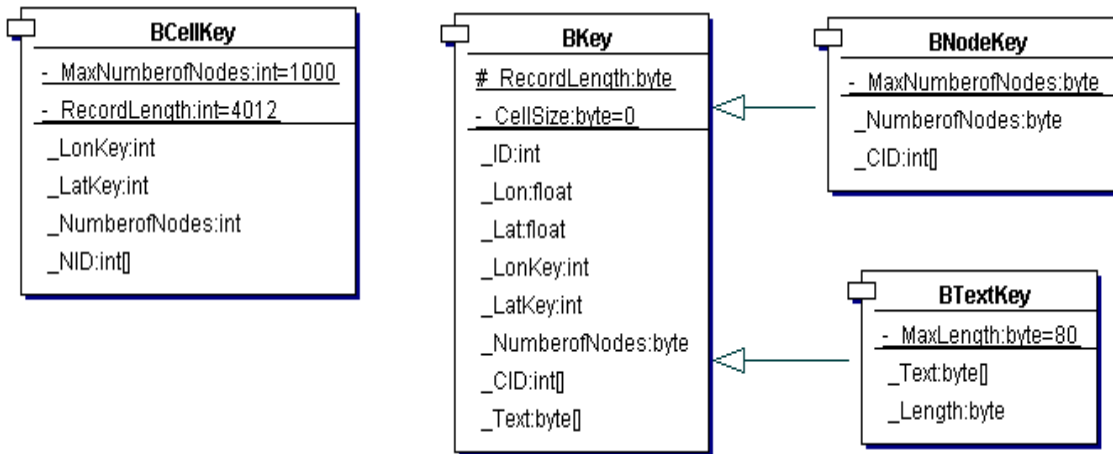 BCellKey
- MaxNumberofNodes:int=1000
- RecordLength:int=4012
_LonKey:int
_LatKey:int
_NumberofNodes:int
_NID:int[]
BKey
# RecordLength:byte
- CellSize:byte=0
_ID:int
_Lon:float
_Lat:float
_LonKey:int
_LatKey:int
_NumberofNodes:byte
_CID:int[]
_Text:byte[]
BNodeKey
- MaxNumberofNodes:byte
_NumberofNodes:byte
_CID:int[]
BTextKey
- MaxLength:byte=80
_Text:byte[]
_Length:byte